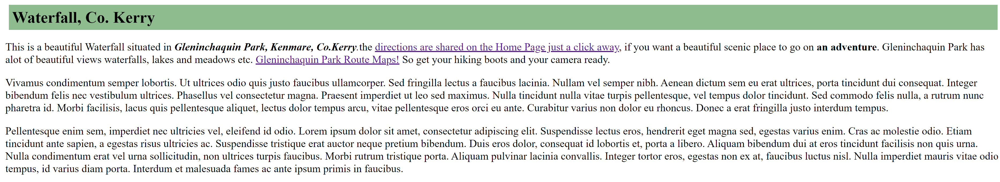 Waterfall, Co. Kerry
This is a beautiful Waterfall situated in Gleninchaquin Park, Kenmare, Co.Kerry.the directions are shared on the Home Page just a click away, if you want a beautiful scenic place to go on an adventure. Gleninchaquin Park has
alot of beautiful views waterfalls, lakes and meadows etc. Gleninchaquin Park Route Maps! So get your hiking boots and your camera ready.
Vivamus condimentum semper lobortis. Ut ultrices odio quis justo faucibus ullamcorper. Sed fringilla lectus a faucibus lacinia. Nullam vel semper nibh. Aenean dictum sem eu erat ultrices, porta tincidunt dui consequat. Integer
bibendum felis nec vestibulum ultrices. Phasellus vel consectetur magna. Praesent imperdiet ut leo sed maximus. Nulla tincidunt nulla vitae turpis pellentesque, vel tempus dolor tincidunt. Sed commodo felis nulla, a rutrum nunc
pharetra id. Morbi facilisis, lacus quis pellentesque aliquet, lectus dolor tempus arcu, vitae pellentesque eros orci eu ante. Curabitur varius non dolor eu rhoncus. Donec a erat fringilla justo interdum tempus.
Pellentesque enim sem, imperdiet nec ultricies vel, eleifend id odio. Lorem ipsum dolor sit amet, consectetur adipiscing elit. Suspendisse lectus eros, hendrerit eget magna sed, egestas varius enim. Cras ac molestie odio. Etiam
tincidunt ante sapien, a egestas risus ultricies ac. Suspendisse tristique erat auctor neque pretium bibendum. Duis eros dolor, consequat id lobortis et, porta a libero. Aliquam bibendum dui at eros tincidunt facilisis non quis urna.
Nulla condimentum erat vel urna sollicitudin, non ultrices turpis faucibus. Morbi rutrum tristique porta. Aliquam pulvinar lacinia convallis. Integer tortor eros, egestas non ex at, faucibus luctus nisl. Nulla imperdiet mauris vitae odio
tempus, id varius diam porta. Interdum et malesuada fames ac ante ipsum primis in faucibus.